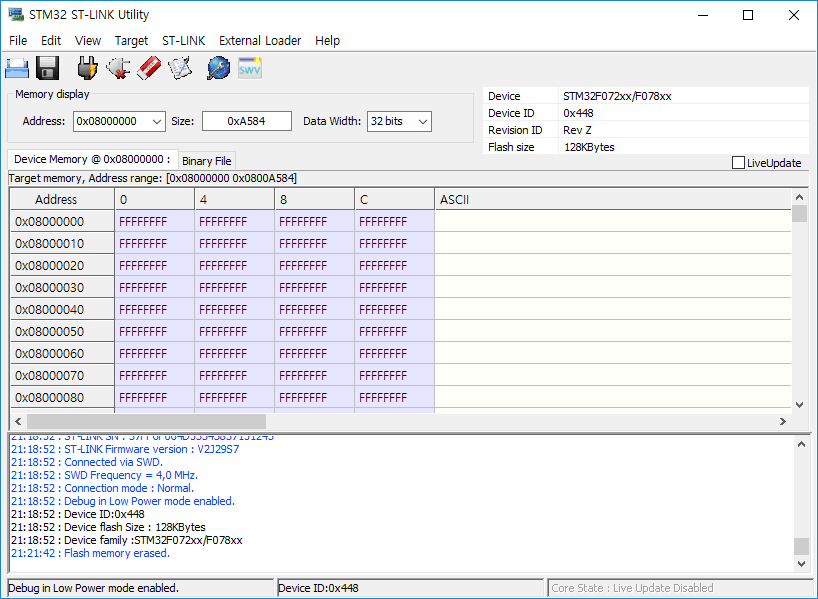 STM32 ST-LINK Utility
File Edit View Target ST-LINK External Loader Help
SWV
Memory display
Address: 0x08000000 Size: 0xA584 Data Width: 32 bits
Device STM32F072xx/F078xx
Device ID 0x448
Revision ID Rev Z
Flash size 128KBytes
LiveUpdate
Device Memory @ 0x08000000 : Binary File
Target memory, Address range: [0x08000000 0x0800A584]
Address 0 4 8 C ASCII
0x08000000 FFFFFFFF FFFFFFFF FFFFFFFF FFFFFFFF
0x08000010 FFFFFFFF FFFFFFFF FFFFFFFF FFFFFFFF
0x08000020 FFFFFFFF FFFFFFFF FFFFFFFF FFFFFFFF
0x08000030 FFFFFFFF FFFFFFFF FFFFFFFF FFFFFFFF
0x08000040 FFFFFFFF FFFFFFFF FFFFFFFF FFFFFFFF
0x08000050 FFFFFFFF FFFFFFFF FFFFFFFF FFFFFFFF
0x08000060 FFFFFFFF FFFFFFFF FFFFFFFF FFFFFFFF
0x08000070 FFFFFFFF FFFFFFFF FFFFFFFF FFFFFFFF
0x08000080 FFFFFFFF FFFFFFFF FFFFFFFF FFFFFFFF
21:18:52 : ST-LINK SN :
21:18:52 : ST-LINK Firmware version : V2J29S7
21:18:52 : Connected via SWD.
21:18:52 : SWD Frequency = 4,0 MHz.
21:18:52 : Connection mode : Normal.
21:18:52 : Debug in Low Power mode enabled.
21:18:52 : Device ID:0x448
21:18:52 : Device flash Size : 128KBytes
21:18:52 : Device family :STM32F072xx/F078xx
21:21:42 : Flash memory erased.
Debug in Low Power mode enabled. Device ID:0x448 Core State : Live Update Disabled